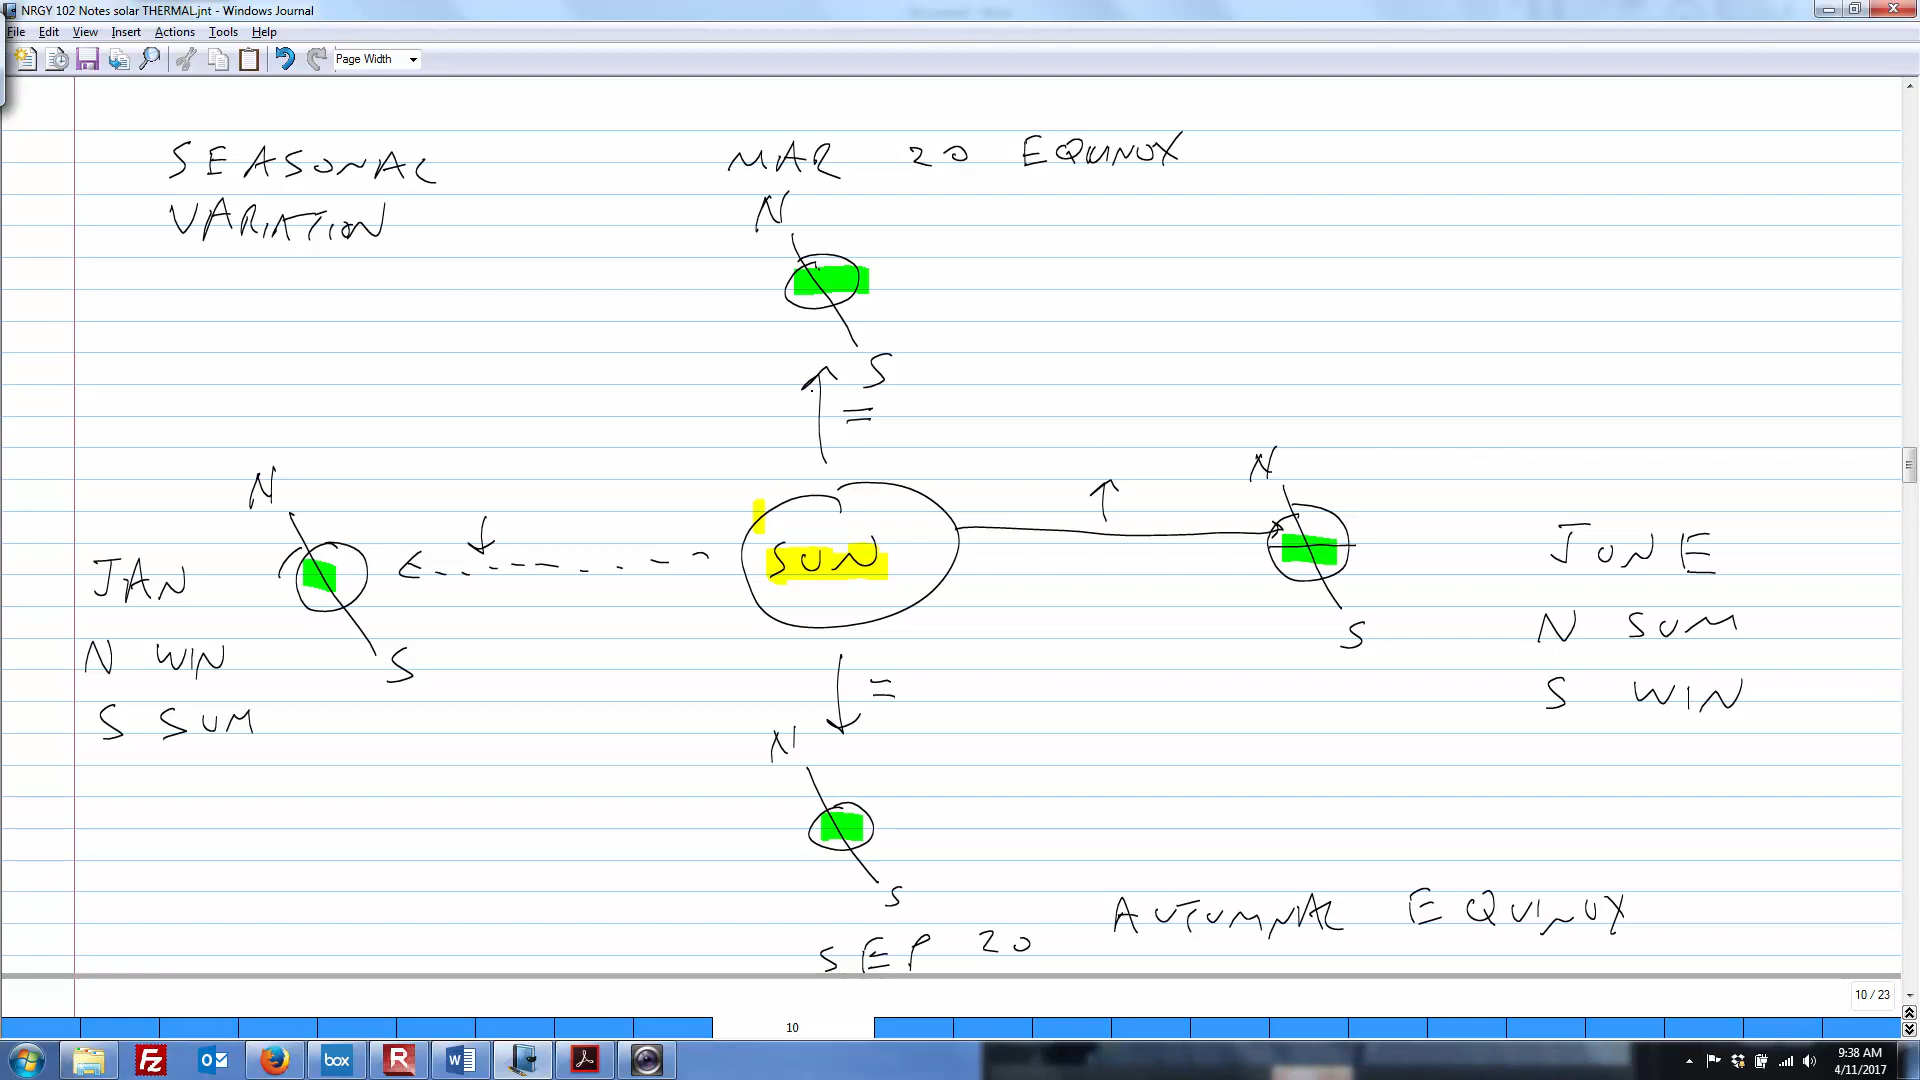 NRGY 102 Notes solar THERMAL.jnt - Windows Journal
File Edit View Insert Actions Tools Help
Page Width
SEASONAL
VARIATION
MAR 20 EQUINOX
N
S
=
N
S
JAN
N WIN
S SUM
SUN
N
S
JUNE
N SUM
S WIN
=
N
S
SEP 20
AUTUMNAL EQUINOX
10 / 23
10
Fz
box
R
W
9:38 AM
4/11/2017